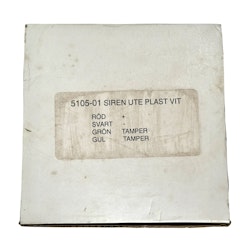 5105-01 SIREN UTE PLAST VIT
RÖD +
SVART -
GRÖN TAMPER
GUL TAMPER